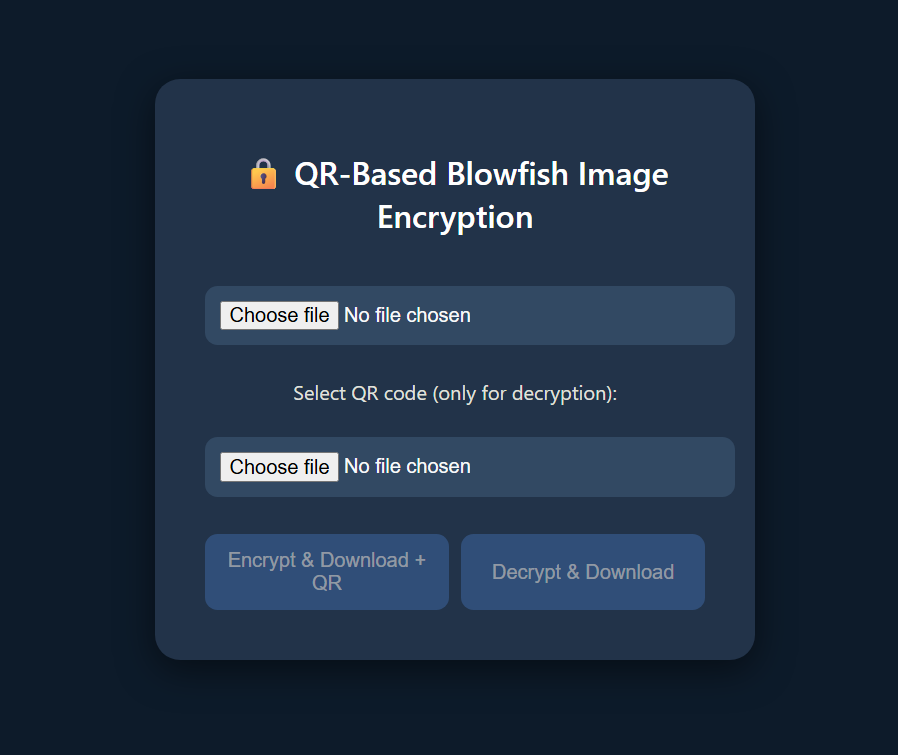 🔒 QR-Based Blowfish Image
Encryption
Choose file No file chosen
Select QR code (only for decryption):
Choose file No file chosen
Encrypt & Download +
QR
Decrypt & Download